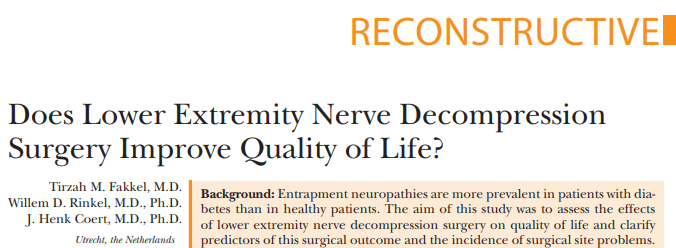 RECONSTRUCTIVE
Does Lower Extremity Nerve Decompression
Surgery Improve Quality of Life?
Tirzah M. Fakkel, M.D.
Willem D. Rinkel, M.D., Ph.D.
J. Henk Coert, M.D., Ph.D.
Utrecht, the Netherlands
Background: Entrapment neuropathies are more prevalent in patients with dia-
betes than in healthy patients. The aim of this study was to assess the effects
of lower extremity nerve decompression surgery on quality of life and clarify
predictors of this surgical outcome and the incidence of surgical site problems.